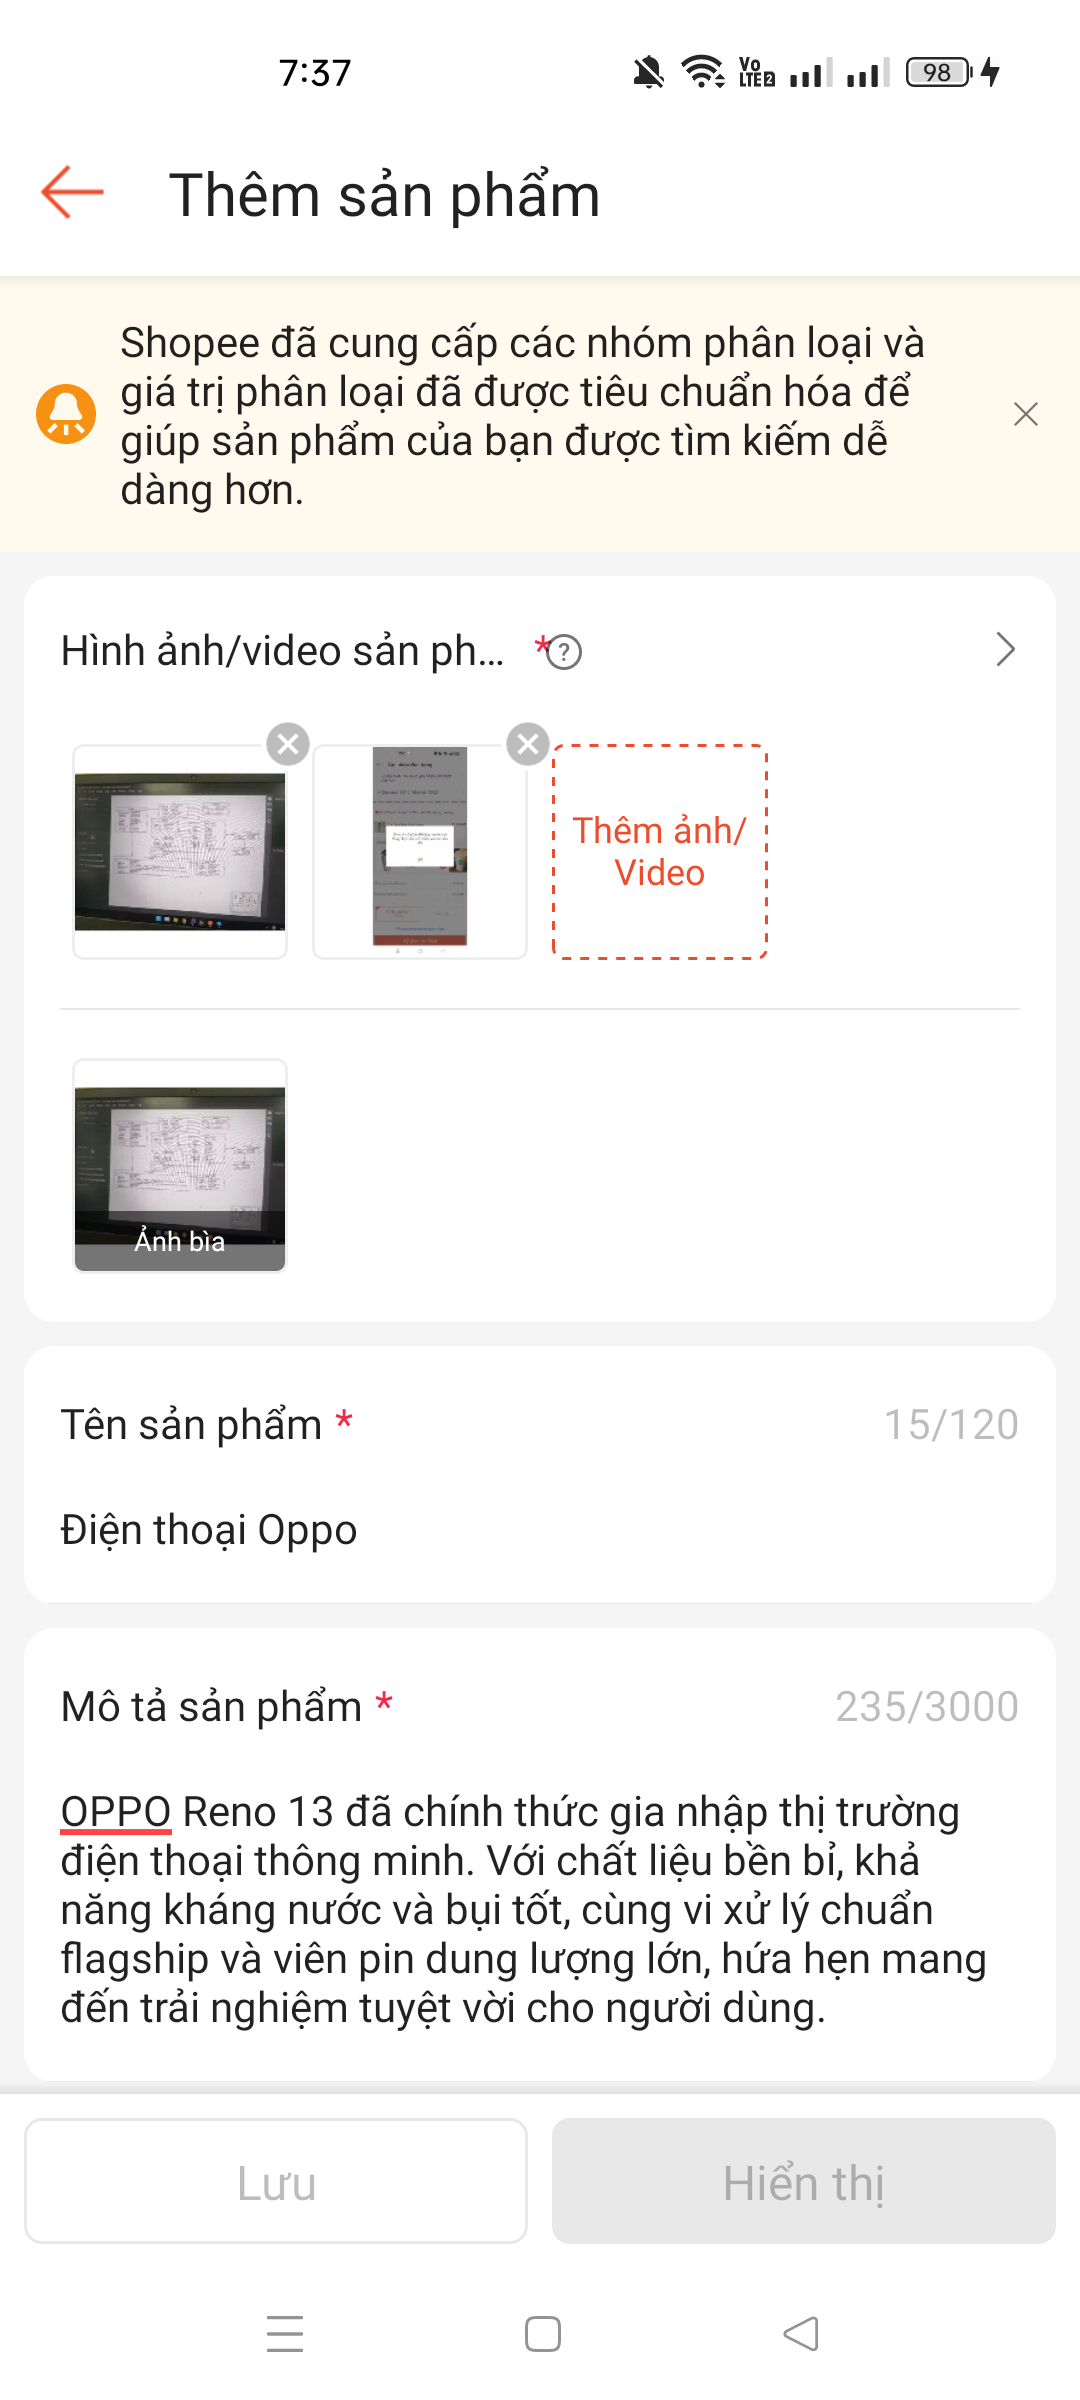 7:37
Vo
LTE2
98
Thêm sản phẩm
Shopee đã cung cấp các nhóm phân loại và
giá trị phân loại đã được tiêu chuẩn hóa để
giúp sản phẩm của bạn được tìm kiếm dễ
dàng hơn.
Hình ảnh/video sản ph... *
Thêm ảnh/
Video
Ảnh bìa
Tên sản phẩm *
15/120
Điện thoại Oppo
Mô tả sản phẩm *
235/3000
OPPO Reno 13 đã chính thức gia nhập thị trường
điện thoại thông minh. Với chất liệu bền bỉ, khả
năng kháng nước và bụi tốt, cùng vi xử lý chuẩn
flagship và viên pin dung lượng lớn, hứa hẹn mang
đến trải nghiệm tuyệt vời cho người dùng.
Lưu
Hiển thị